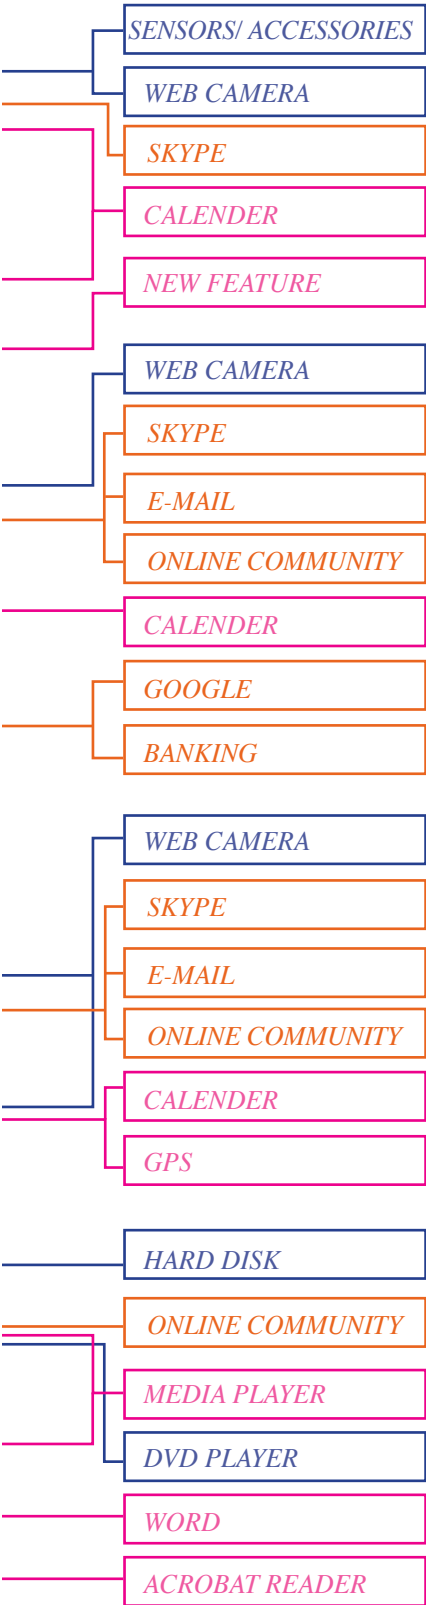 SENSORS/ ACCESSORIES
WEB CAMERA
SKYPE
CALENDER
NEW FEATURE
WEB CAMERA
SKYPE
E-MAIL
ONLINE COMMUNITY
CALENDER
GOOGLE
BANKING
WEB CAMERA
SKYPE
E-MAIL
ONLINE COMMUNITY
CALENDER
GPS
HARD DISK
ONLINE COMMUNITY
MEDIA PLAYER
DVD PLAYER
WORD
ACROBAT READER